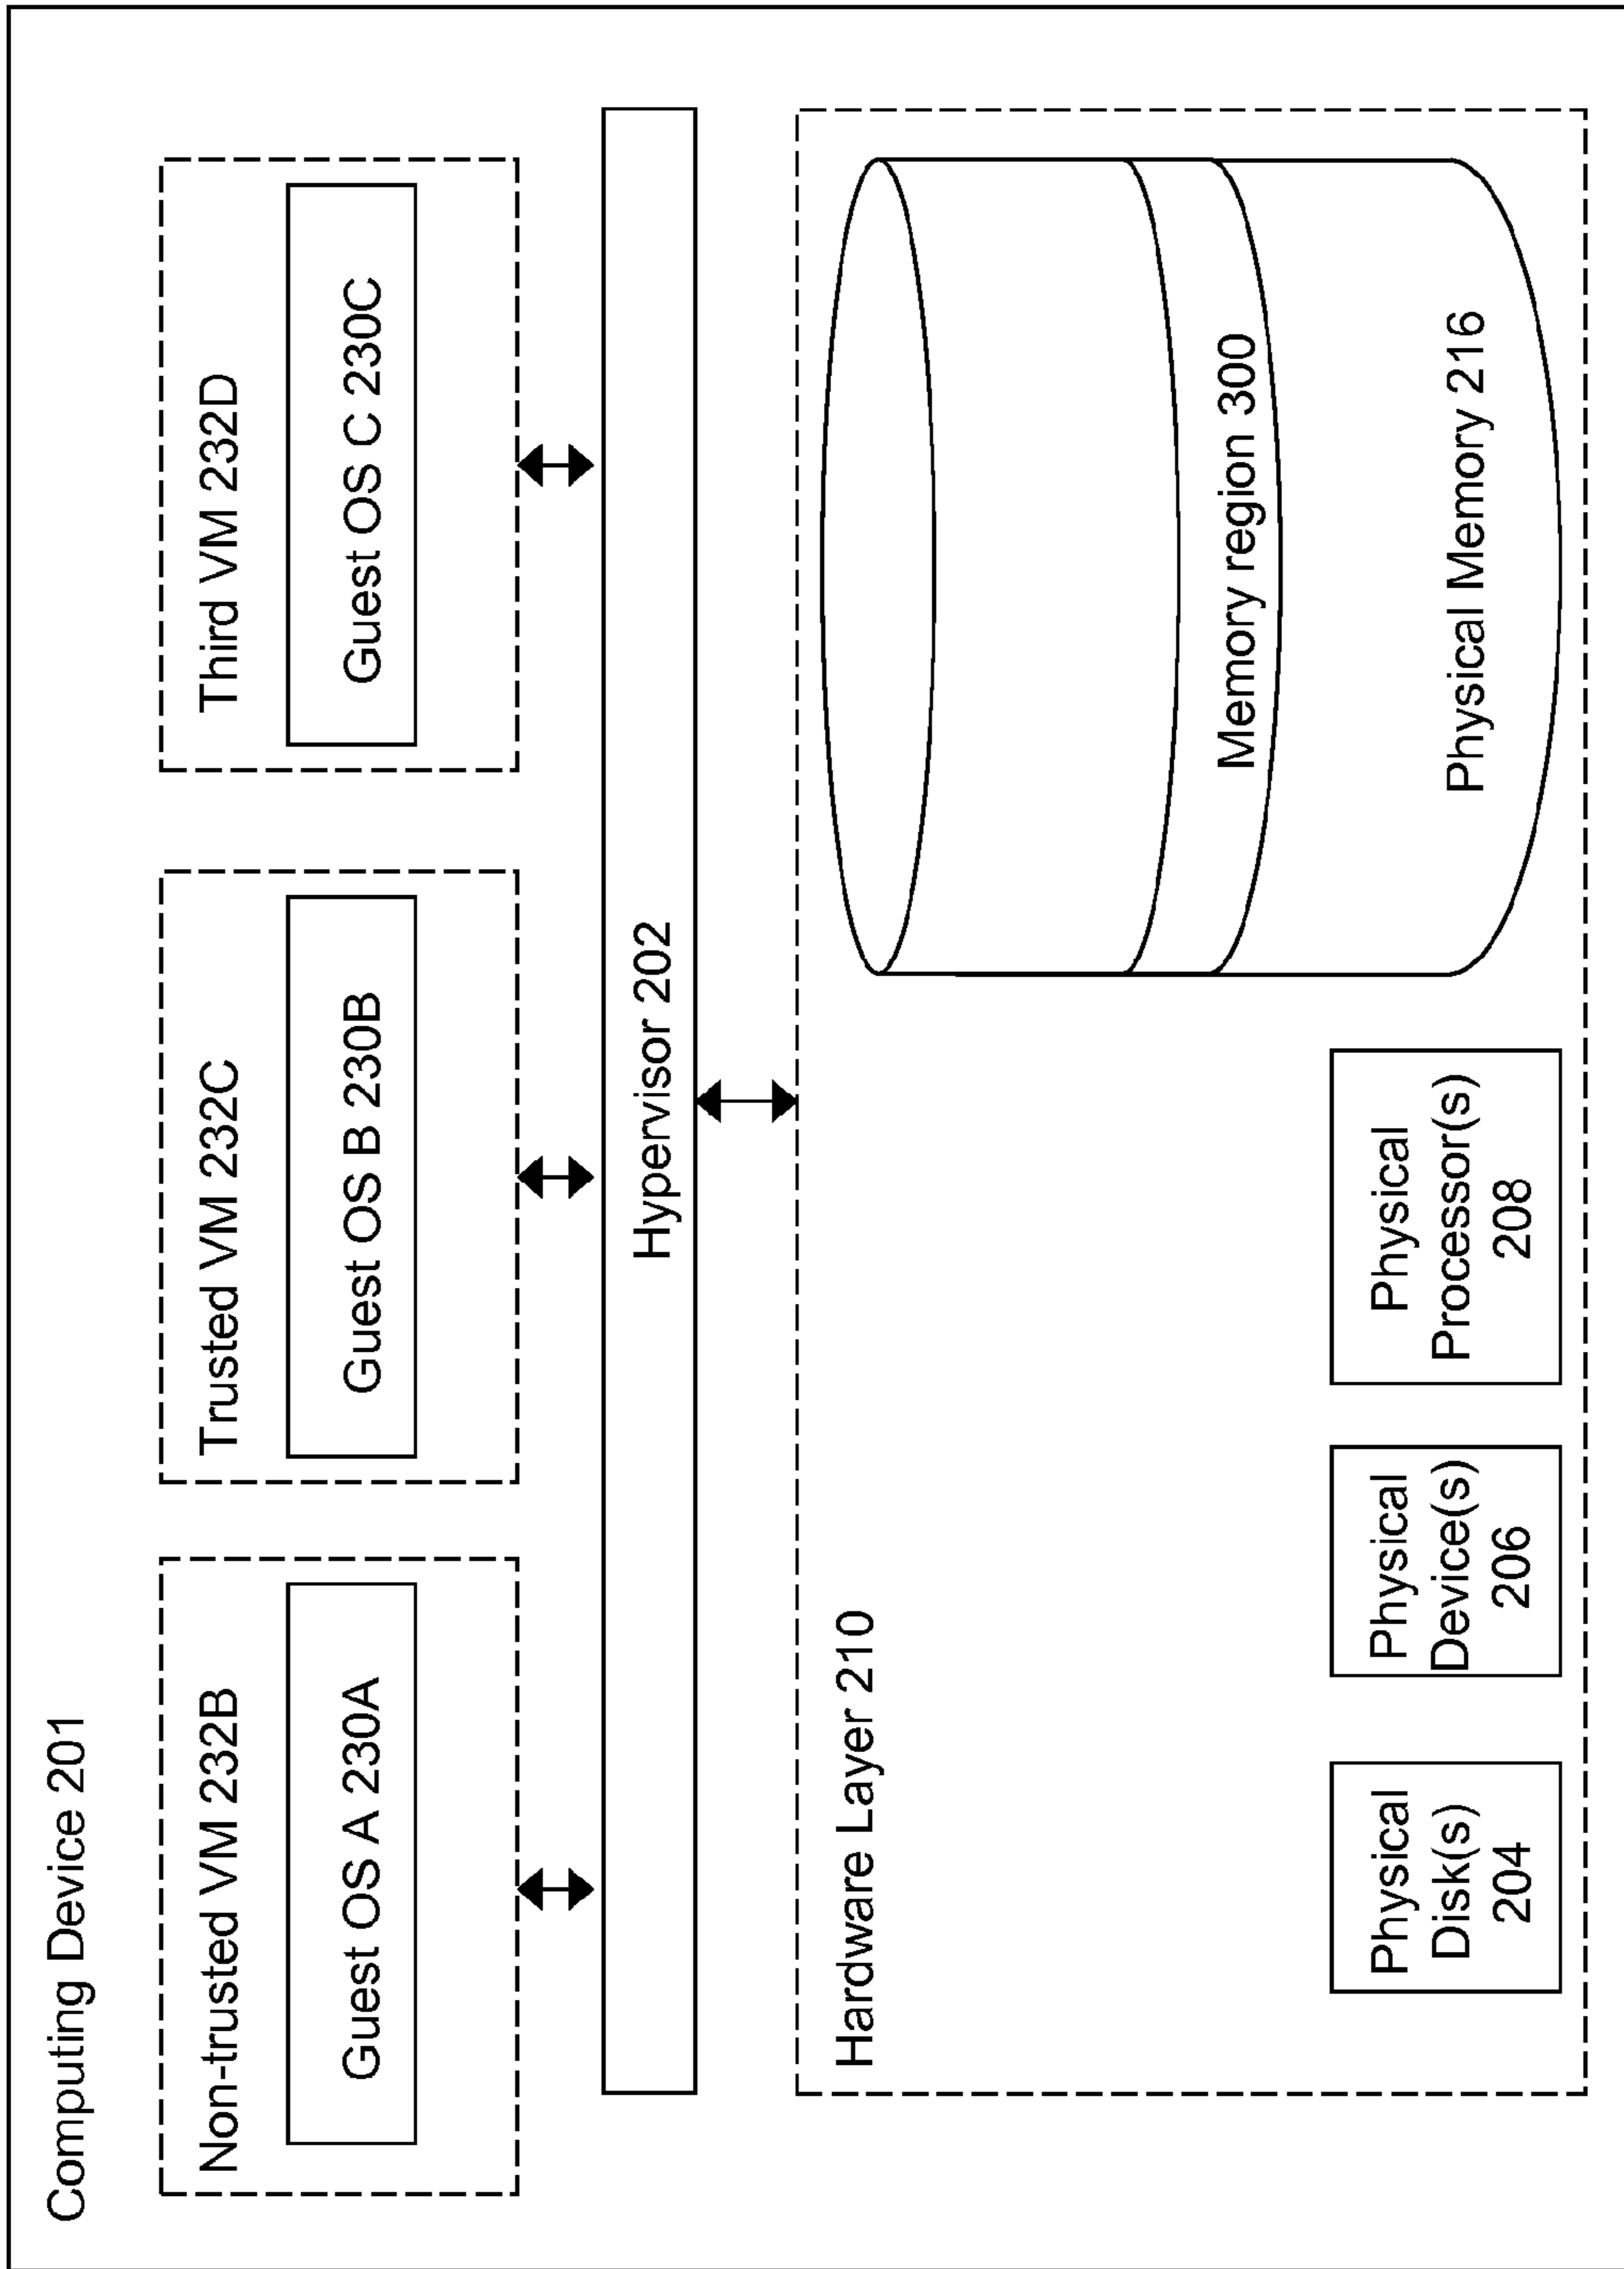 Computing Device 201
Non-trusted VM 232B
Guest OS A 230A
Trusted VM 232C
Guest OS B 230B
Third VM 232D
Guest OS C 230C
Hypervisor 202
Hardware Layer 210
Physical
Disk(s)
204
Physical
Device(s)
206
Physical
Processor(s)
208
Memory region 300
Physical Memory 216